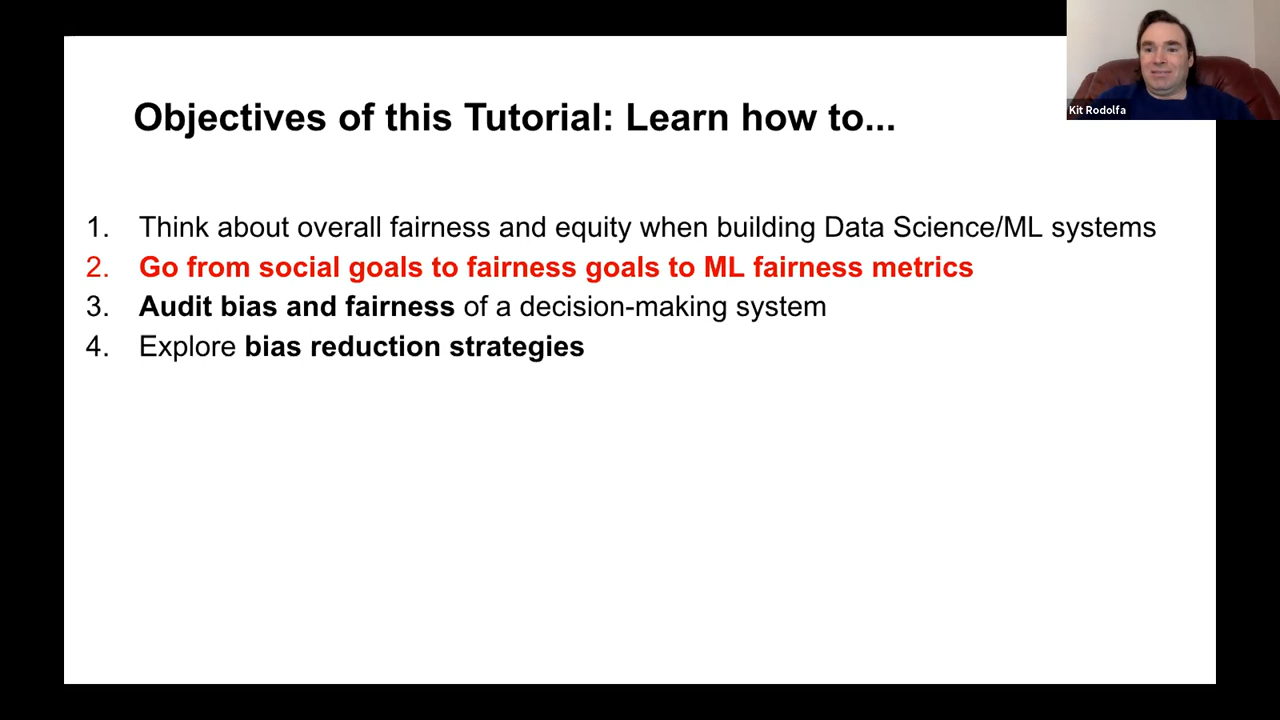 Kit Rodolfa
Objectives of this Tutorial: Learn how to...
1. Think about overall fairness and equity when building Data Science/ML systems
2. Go from social goals to fairness goals to ML fairness metrics
3. Audit bias and fairness of a decision-making system
4. Explore bias reduction strategies